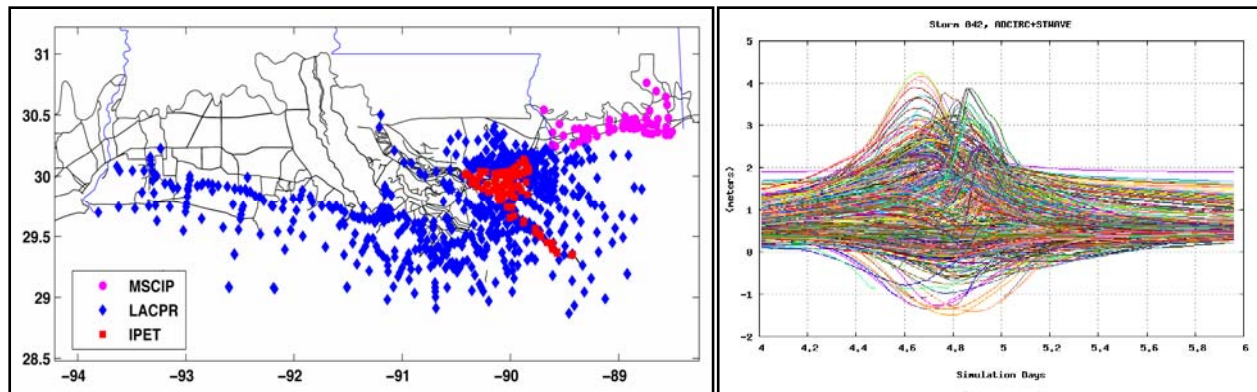 31
30.5
30
29.5
29
28.5
MSCIP
LACPR
IPET
−94 −93 −92 −91 −90 −89
Storm 042, ADCIRC+STWAVE
5
4
3
2
1
0
-1
-2
(meters)
4 4.2 4.4 4.6 4.8 5 5.2 5.4 5.6 5.8 6
Simulation Days